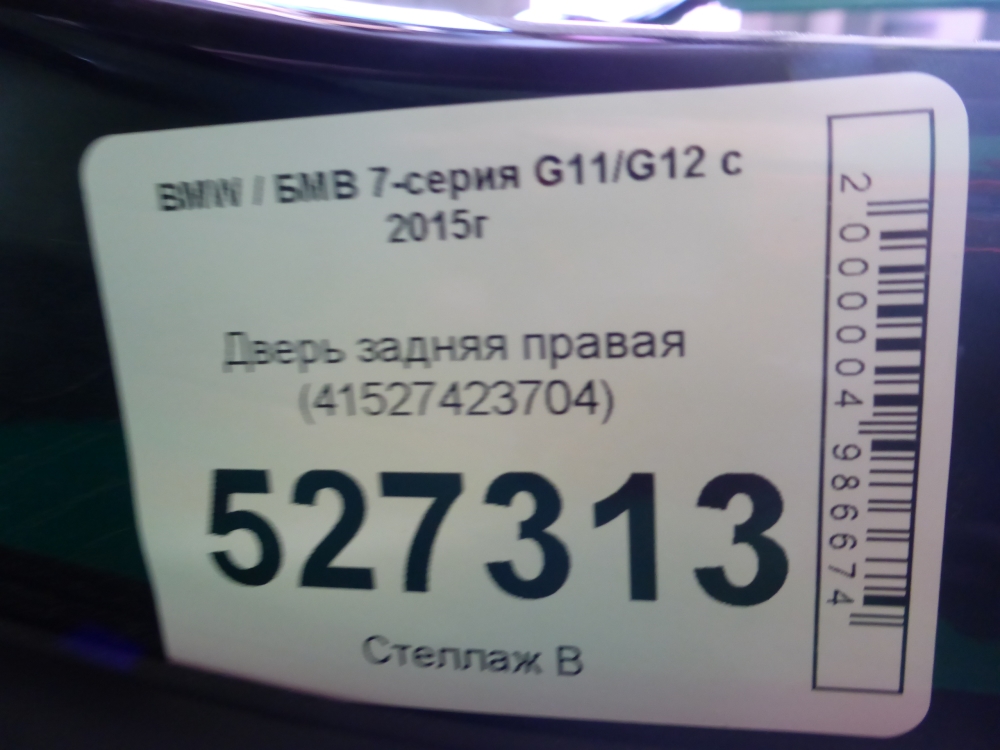 BMW / БМВ 7-серия G11/G12 с
2015г
Дверь задняя правая
(41527423704)
527313
Стеллаж В
2000004986674